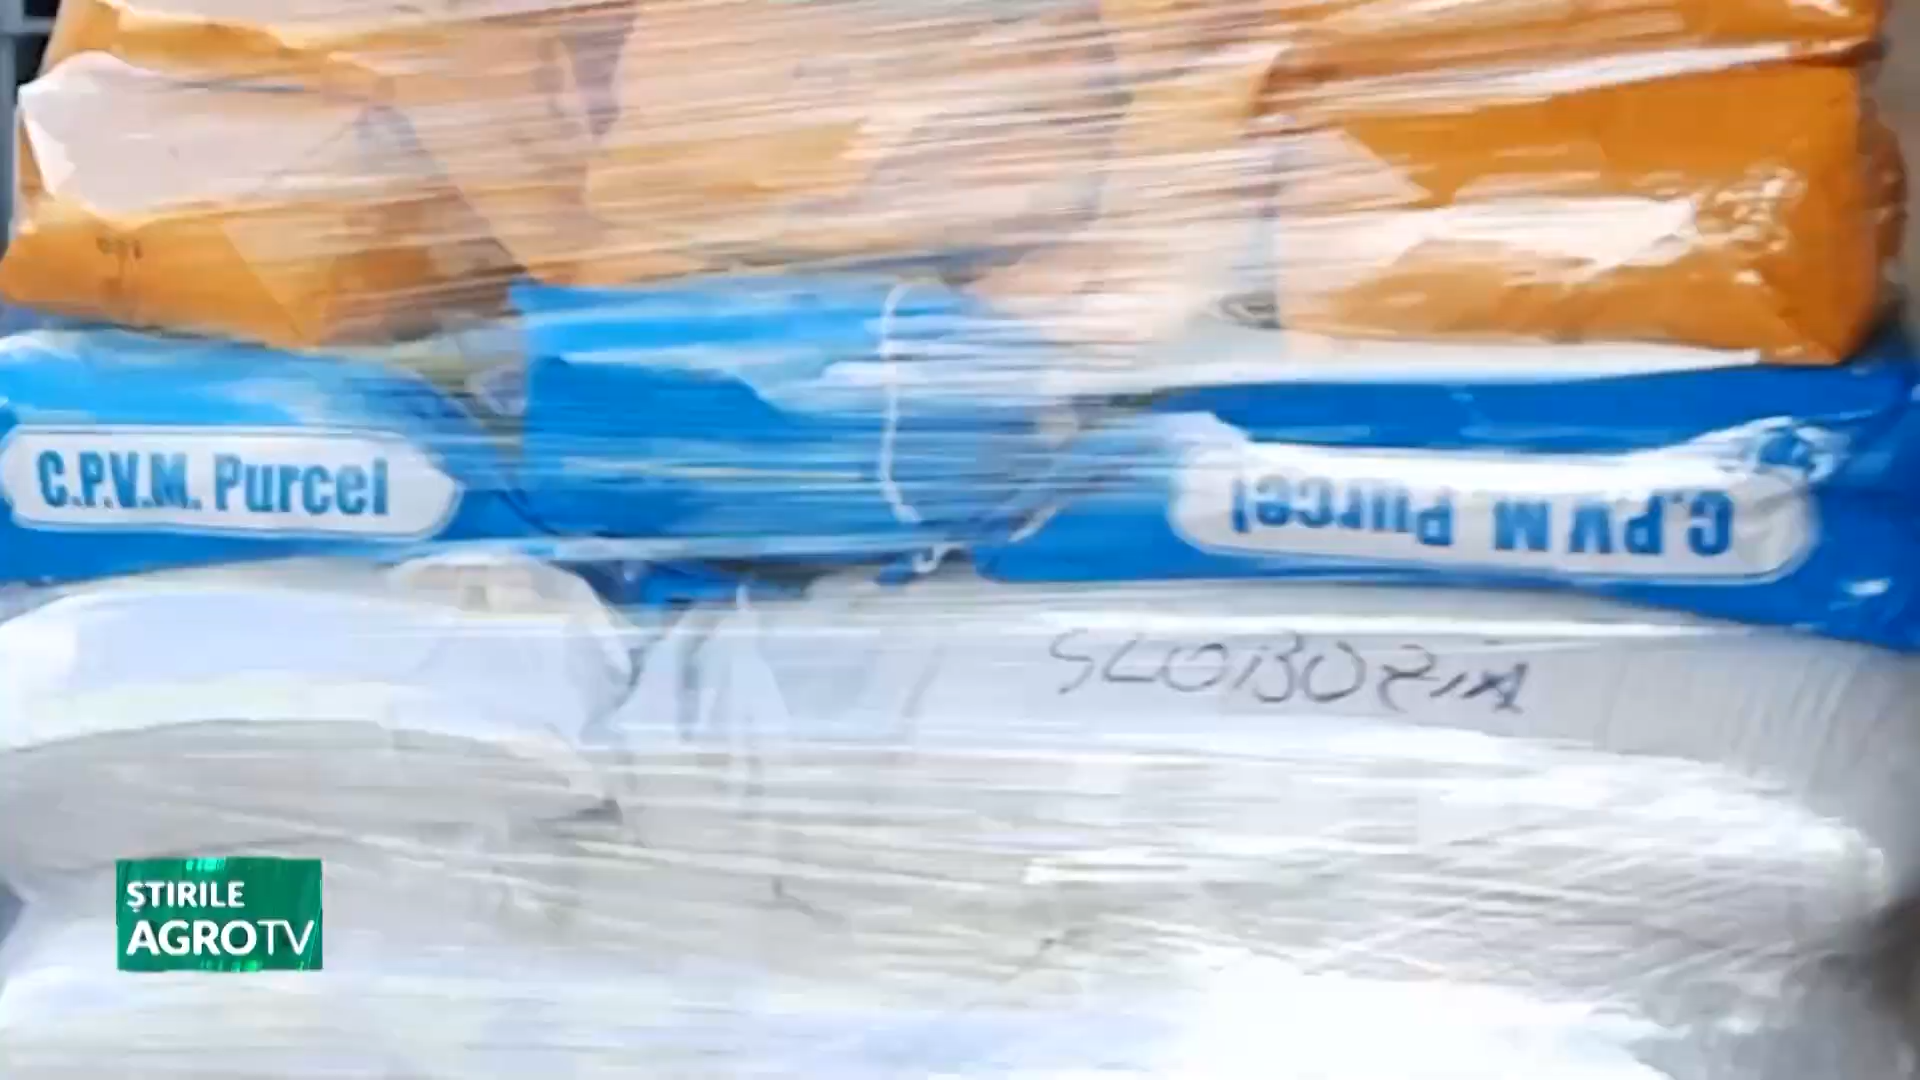 C.P.V.M. Purcel
C.P.V.M Purcel
SLOBOZIA
ȘTIRILE
AGROTV